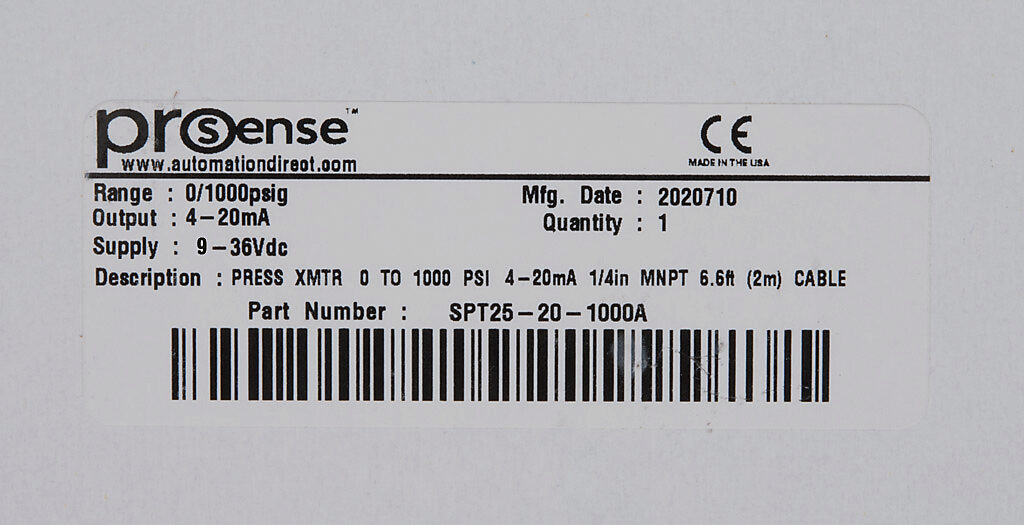 prosense™
www.automationdirect.com
CE
MADE IN THE USA
Range : 0/1000psig
Mfg. Date : 2020710
Output : 4-20mA
Quantity : 1
Supply : 9-36Vdc
Description : PRESS XMTR 0 TO 1000 PSI 4-20mA 1/4in MNPT 6.6ft (2m) CABLE
Part Number : SPT25-20-1000A